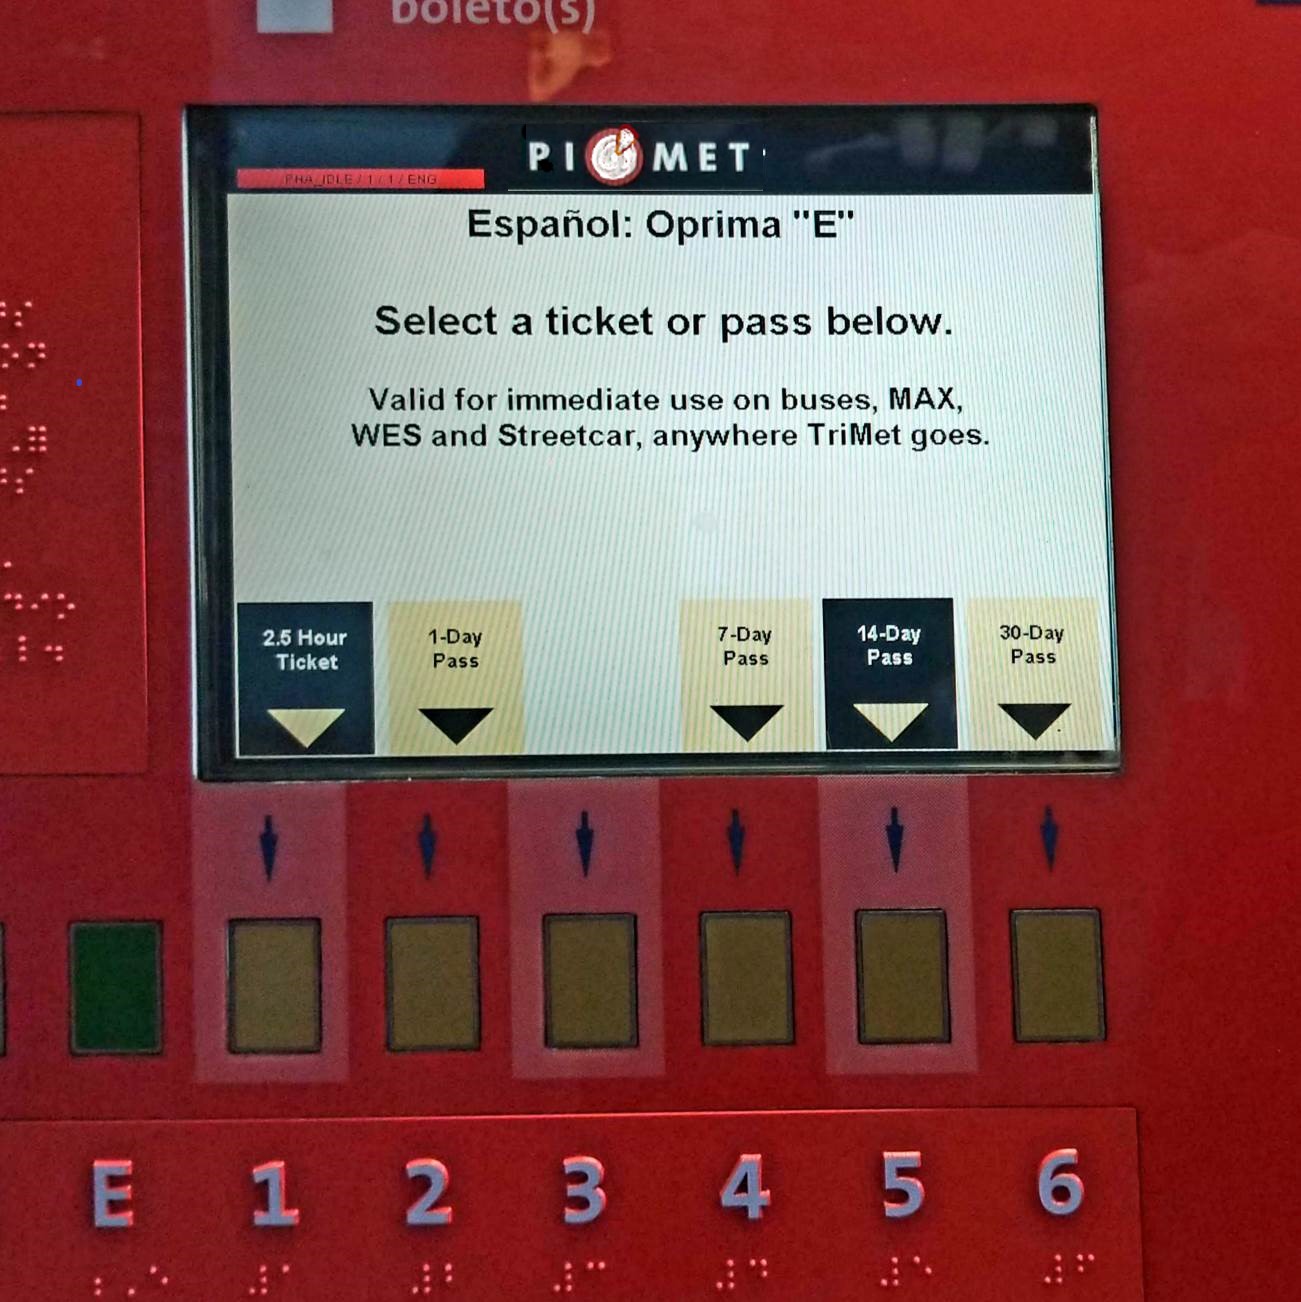 boleto(s)
PI MET
PHA_IDLE / 1 / 1 / ENG
Español: Oprima "E"
Select a ticket or pass below.
Valid for immediate use on buses, MAX,
WES and Streetcar, anywhere TriMet goes.
2.5 Hour
Ticket
1-Day
Pass
7-Day
Pass
14-Day
Pass
30-Day
Pass
E 1 2 3 4 5 6